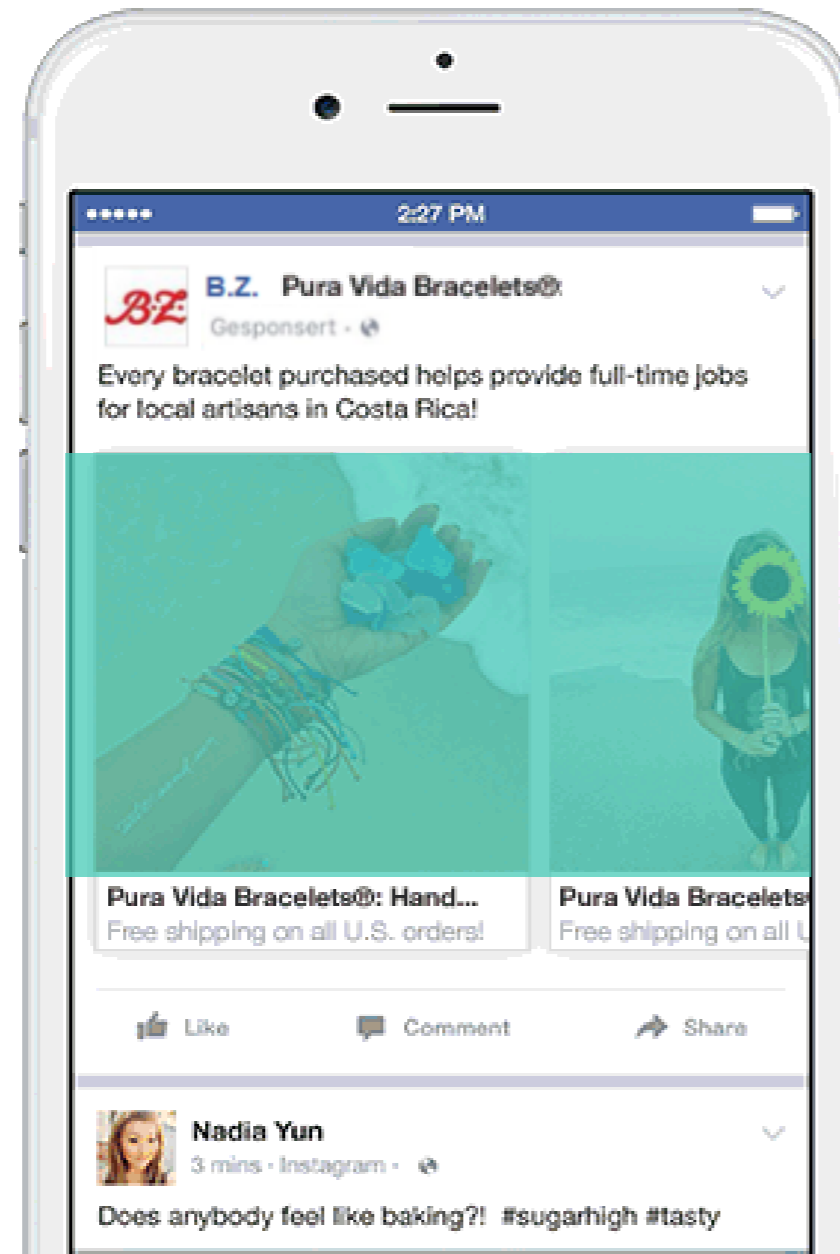 2:27 PM
B.Z. B.Z. Pura Vida Bracelets®:
Gesponsert
Every bracelet purchased helps provide full-time jobs
for local artisans in Costa Rica!
Pura Vida Bracelets®: Hand... Pura Vida Bracelets
Free shipping on all U.S. orders! Free shipping on all U
Like Comment Share
Nadia Yun
3 mins · Instagram ·
Does anybody feel like baking?! #sugarhigh #tasty